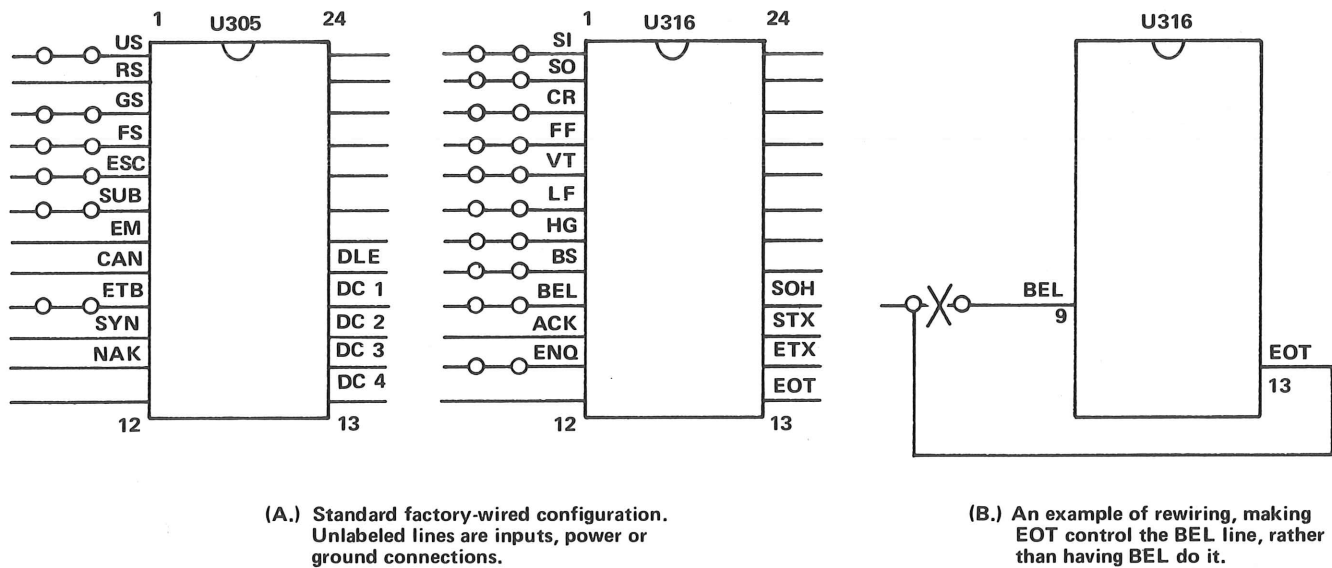 1 U305 24
US
RS
GS
FS
ESC
SUB
EM
CAN
ETB
SYN
NAK
12
DLE
DC 1
DC 2
DC 3
DC 4
13
1 U316 24
SI
SO
CR
FF
VT
LF
HG
BS
BEL
ACK
ENQ
12
SOH
STX
ETX
EOT
13
U316
BEL
9
EOT
13
(A.) Standard factory-wired configuration.
Unlabeled lines are inputs, power or
ground connections.
(B.) An example of rewiring, making
EOT control the BEL line, rather
than having BEL do it.